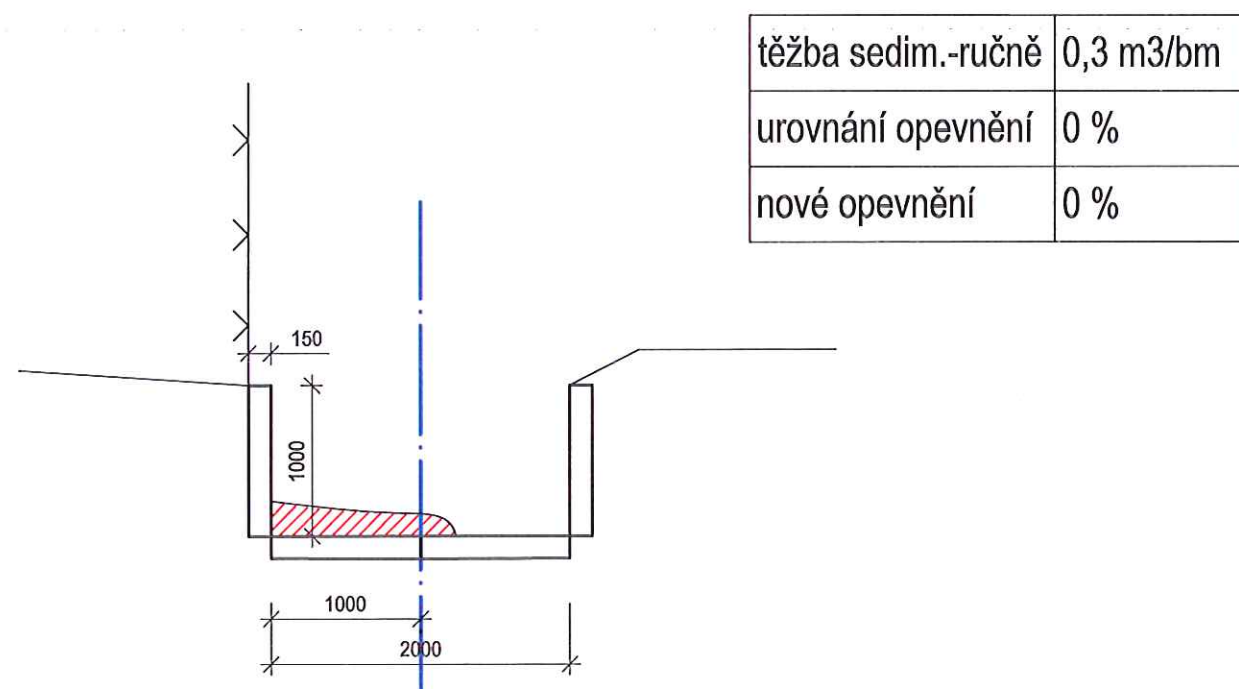 těžba sedim.-ručně 0,3 m3/bm
urovnání opevnění 0 %
nové opevnění 0 %
150
1000
1000
2000